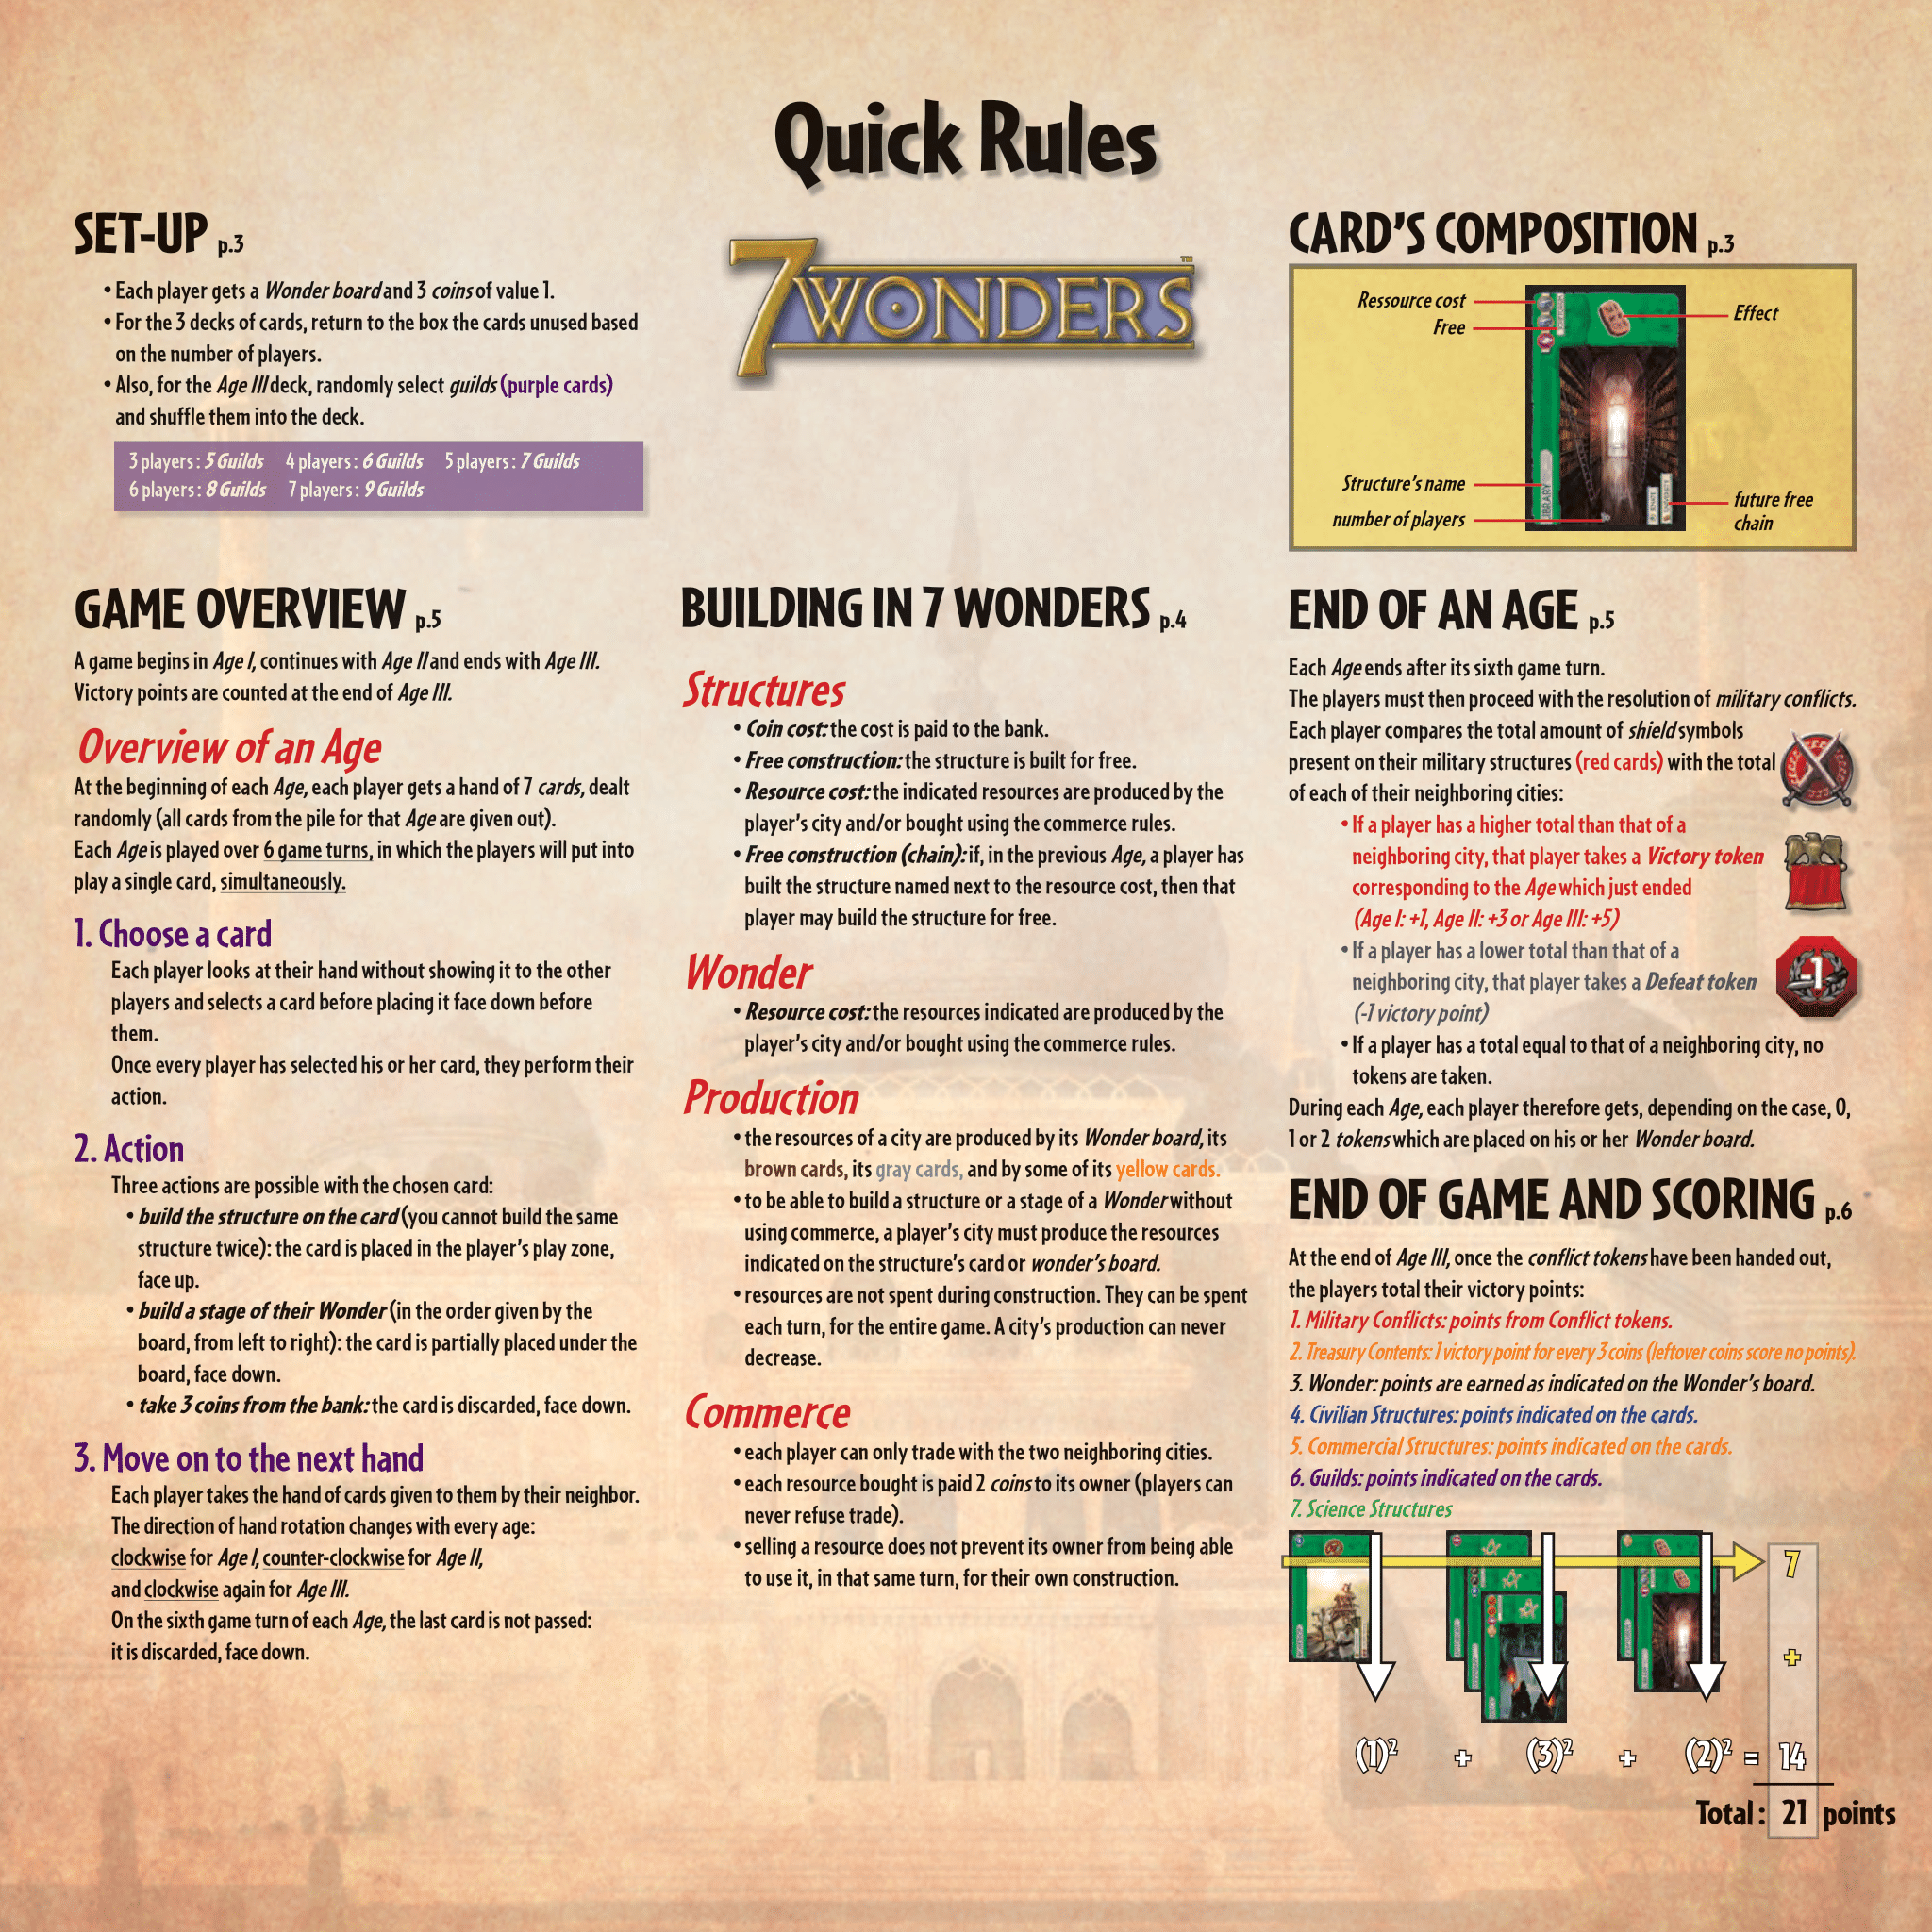 Quick Rules
SET-UP p.3
• Each player gets a Wonder board and 3 coins of value 1.
• For the 3 decks of cards, return to the box the cards unused based
on the number of players.
• Also, for the Age III deck, randomly select guilds (purple cards)
and shuffle them into the deck.
3 players : 5 Guilds 4 players : 6 Guilds 5 players : 7 Guilds
6 players : 8 Guilds 7 players : 9 Guilds
7 WONDERS™
CARD'S COMPOSITION p.3
Ressource cost
Free
Effect
Structure's name
number of players
future free
chain
LIBRARY
GAME OVERVIEW p.5
A game begins in Age I, continues with Age II and ends with Age III.
Victory points are counted at the end of Age III.
Overview of an Age
At the beginning of each Age, each player gets a hand of 7 cards, dealt
randomly (all cards from the pile for that Age are given out).
Each Age is played over 6 game turns, in which the players will put into
play a single card, simultaneously.
1. Choose a card
Each player looks at their hand without showing it to the other
players and selects a card before placing it face down before
them.
Once every player has selected his or her card, they perform their
action.
2. Action
Three actions are possible with the chosen card:
• build the structure on the card (you cannot build the same
structure twice): the card is placed in the player's play zone,
face up.
• build a stage of their Wonder (in the order given by the
board, from left to right): the card is partially placed under the
board, face down.
• take 3 coins from the bank: the card is discarded, face down.
3. Move on to the next hand
Each player takes the hand of cards given to them by their neighbor.
The direction of hand rotation changes with every age:
clockwise for Age I, counter-clockwise for Age II,
and clockwise again for Age III.
On the sixth game turn of each Age, the last card is not passed:
it is discarded, face down.
BUILDING IN 7 WONDERS p.4
Structures
• Coin cost: the cost is paid to the bank.
• Free construction: the structure is built for free.
• Resource cost: the indicated resources are produced by the
player's city and/or bought using the commerce rules.
• Free construction (chain): if, in the previous Age, a player has
built the structure named next to the resource cost, then that
player may build the structure for free.
Wonder
• Resource cost: the resources indicated are produced by the
player's city and/or bought using the commerce rules.
Production
• the resources of a city are produced by its Wonder board, its
brown cards, its gray cards, and by some of its yellow cards.
• to be able to build a structure or a stage of a Wonder without
using commerce, a player's city must produce the resources
indicated on the structure's card or wonder's board.
• resources are not spent during construction. They can be spent
each turn, for the entire game. A city's production can never
decrease.
Commerce
• each player can only trade with the two neighboring cities.
• each resource bought is paid 2 coins to its owner (players can
never refuse trade).
• selling a resource does not prevent its owner from being able
to use it, in that same turn, for their own construction.
END OF AN AGE p.5
Each Age ends after its sixth game turn.
The players must then proceed with the resolution of military conflicts.
Each player compares the total amount of shield symbols
present on their military structures (red cards) with the total
of each of their neighboring cities:
• If a player has a higher total than that of a
neighboring city, that player takes a Victory token
corresponding to the Age which just ended
(Age I: +1, Age II: +3 or Age III: +5)
• If a player has a lower total than that of a
neighboring city, that player takes a Defeat token
(-1 victory point)
-1
• If a player has a total equal to that of a neighboring city, no
tokens are taken.
During each Age, each player therefore gets, depending on the case, 0,
1 or 2 tokens which are placed on his or her Wonder board.
END OF GAME AND SCORING p.6
At the end of Age III, once the conflict tokens have been handed out,
the players total their victory points:
1. Military Conflicts: points from Conflict tokens.
2. Treasury Contents: 1 victory point for every 3 coins (leftover coins score no points).
3. Wonder: points are earned as indicated on the Wonder's board.
4. Civilian Structures: points indicated on the cards.
5. Commercial Structures: points indicated on the cards.
6. Guilds: points indicated on the cards.
7. Science Structures
7
+
(1)² + (3)² + (2)² = 14
Total : 21 points